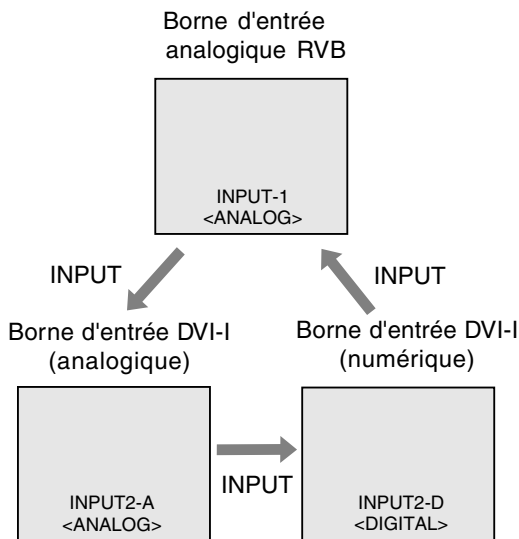 Borne d'entrée
analogique RVB
INPUT-1
<ANALOG>
INPUT
INPUT
Borne d'entrée DVI-I
(analogique)
Borne d'entrée DVI-I
(numérique)
INPUT2-A
<ANALOG>
INPUT
INPUT2-D
<DIGITAL>